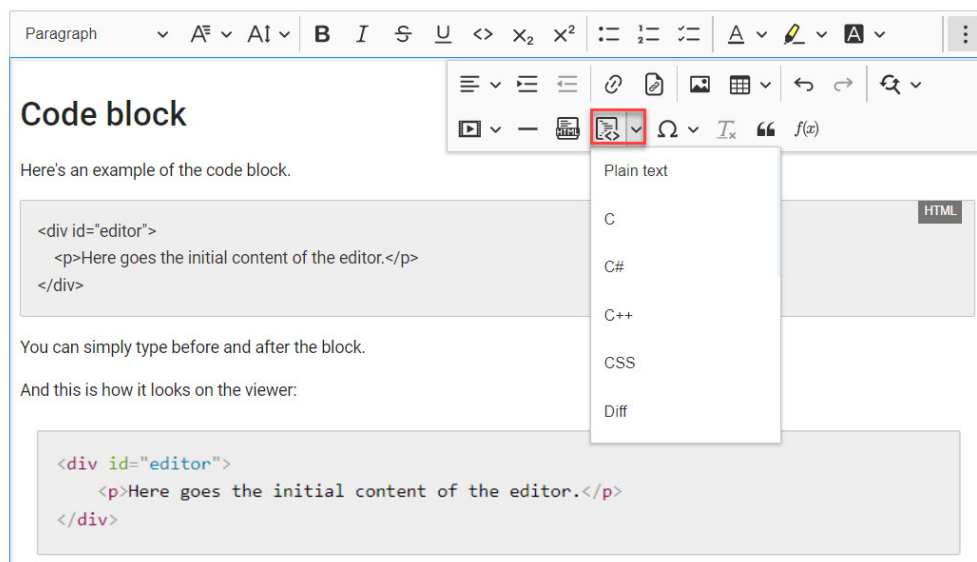 Paragraph
Code block
Here's an example of the code block.
HTML
<div id="editor">
<p>Here goes the initial content of the editor.</p>
</div>
Plain text
C
C#
C++
CSS
Diff
You can simply type before and after the block.
And this is how it looks on the viewer:
<div id="editor">
<p>Here goes the initial content of the editor.</p>
</div>